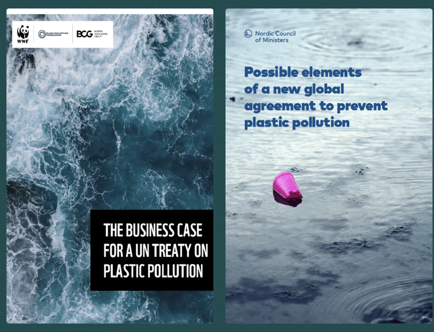 WWF
BCG
THE BUSINESS CASE
FOR A UN TREATY ON
PLASTIC POLLUTION
Nordic Council
of Ministers
Possible elements
of a new global
agreement to prevent
plastic pollution